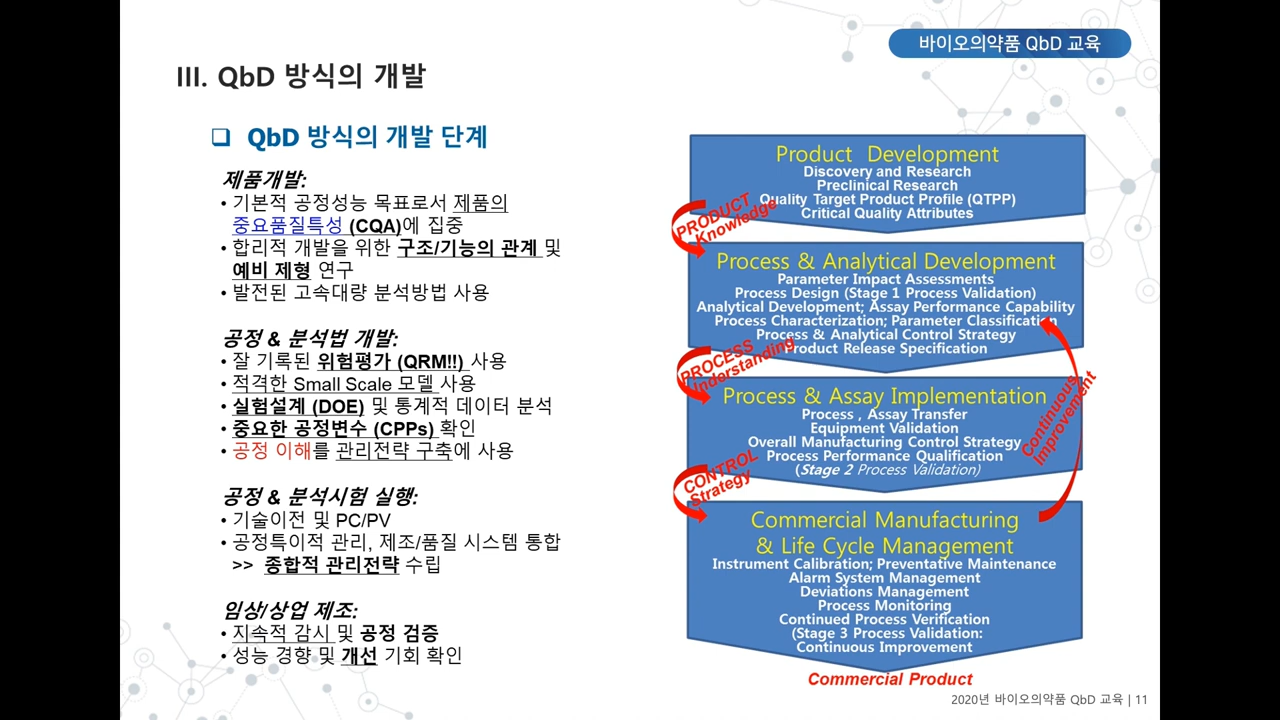 바이오의약품 QbD 교육
III. QbD 방식의 개발
❑ QbD 방식의 개발 단계
제품개발:
• 기본적 공정성능 목표로서 제품의
중요품질특성 (CQA)에 집중
• 합리적 개발을 위한 구조/기능의 관계 및
예비 제형 연구
• 발전된 고속대량 분석방법 사용
공정 & 분석법 개발:
• 잘 기록된 위험평가 (QRM!!) 사용
• 적격한 Small Scale 모델 사용
• 실험설계 (DOE) 및 통계적 데이터 분석
• 중요한 공정변수 (CPPs) 확인
• 공정 이해를 관리전략 구축에 사용
공정 & 분석시험 실행:
• 기술이전 및 PC/PV
• 공정특이적 관리, 제조/품질 시스템 통합
>> 종합적 관리전략 수립
임상/상업 제조:
• 지속적 감시 및 공정 검증
• 성능 경향 및 개선 기회 확인
Product Development
Discovery and Research
Preclinical Research
Quality Target Product Profile (QTPP)
Critical Quality Attributes
PRODUCT
Knowledge
Process & Analytical Development
Parameter Impact Assessments
Process Design (Stage 1 Process Validation)
Analytical Development; Assay Performance Capability
Process Characterization; Parameter Classification
Process & Analytical Control Strategy
Product Release Specification
PROCESS
Understanding
Process & Assay Implementation
Process , Assay Transfer
Equipment Validation
Overall Manufacturing Control Strategy
Process Performance Qualification
(Stage 2 Process Validation)
Continuous
Improvement
CONTROL
Strategy
Commercial Manufacturing
& Life Cycle Management
Instrument Calibration; Preventative Maintenance
Alarm System Management
Deviations Management
Process Monitoring
Continued Process Verification
(Stage 3 Process Validation:
Continuous Improvement
Commercial Product
2020년 바이오의약품 QbD 교육 | 11